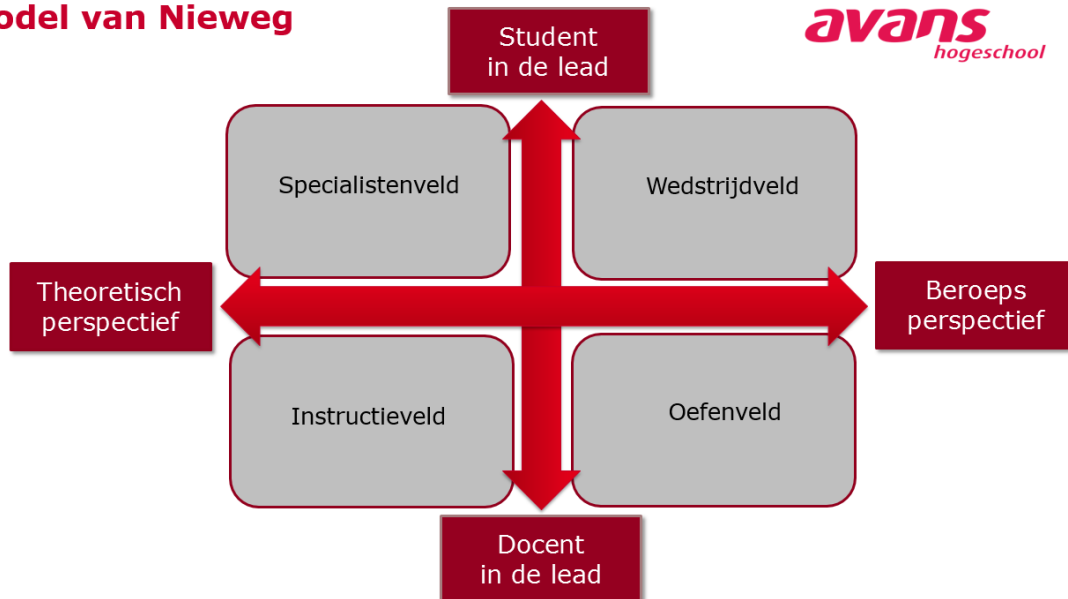 odel van Nieweg
avans
hogeschool
Student
in de lead
Specialistenveld
Wedstrijdveld
Theoretisch
perspectief
Beroeps
perspectief
Instructieveld
Oefenveld
Docent
in de lead